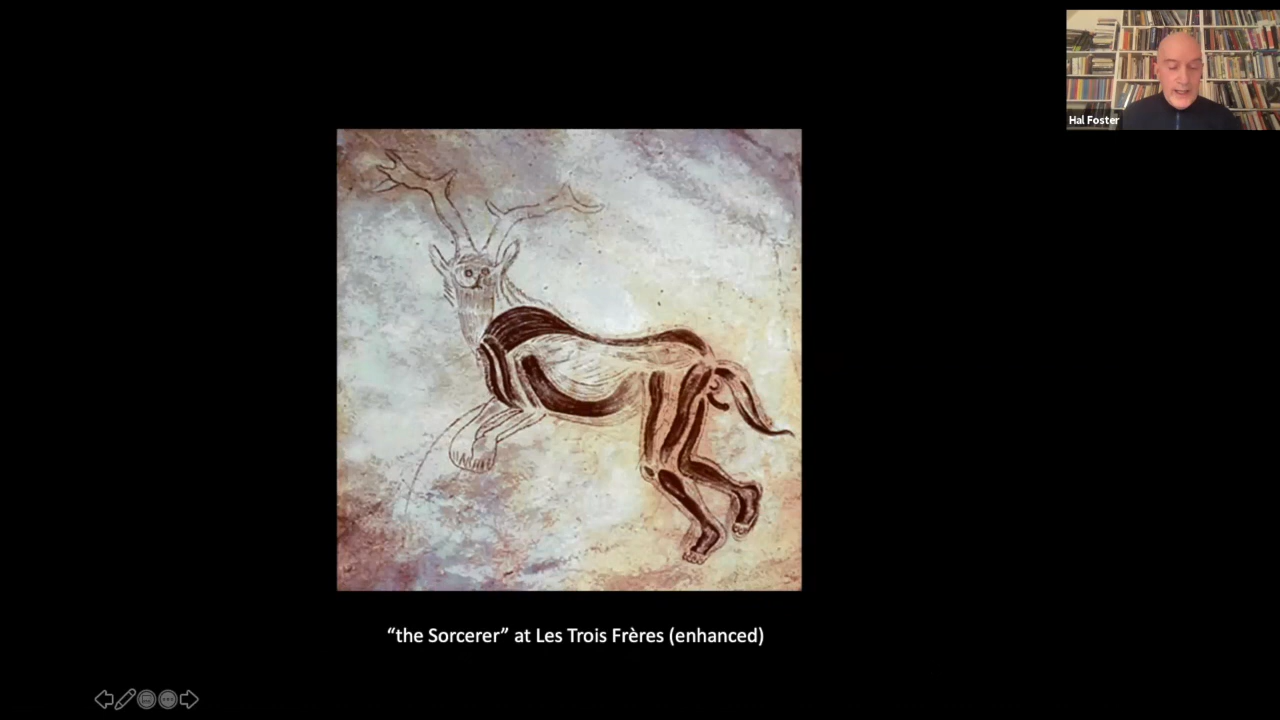 Hal Foster
“the Sorcerer” at Les Trois Frères (enhanced)